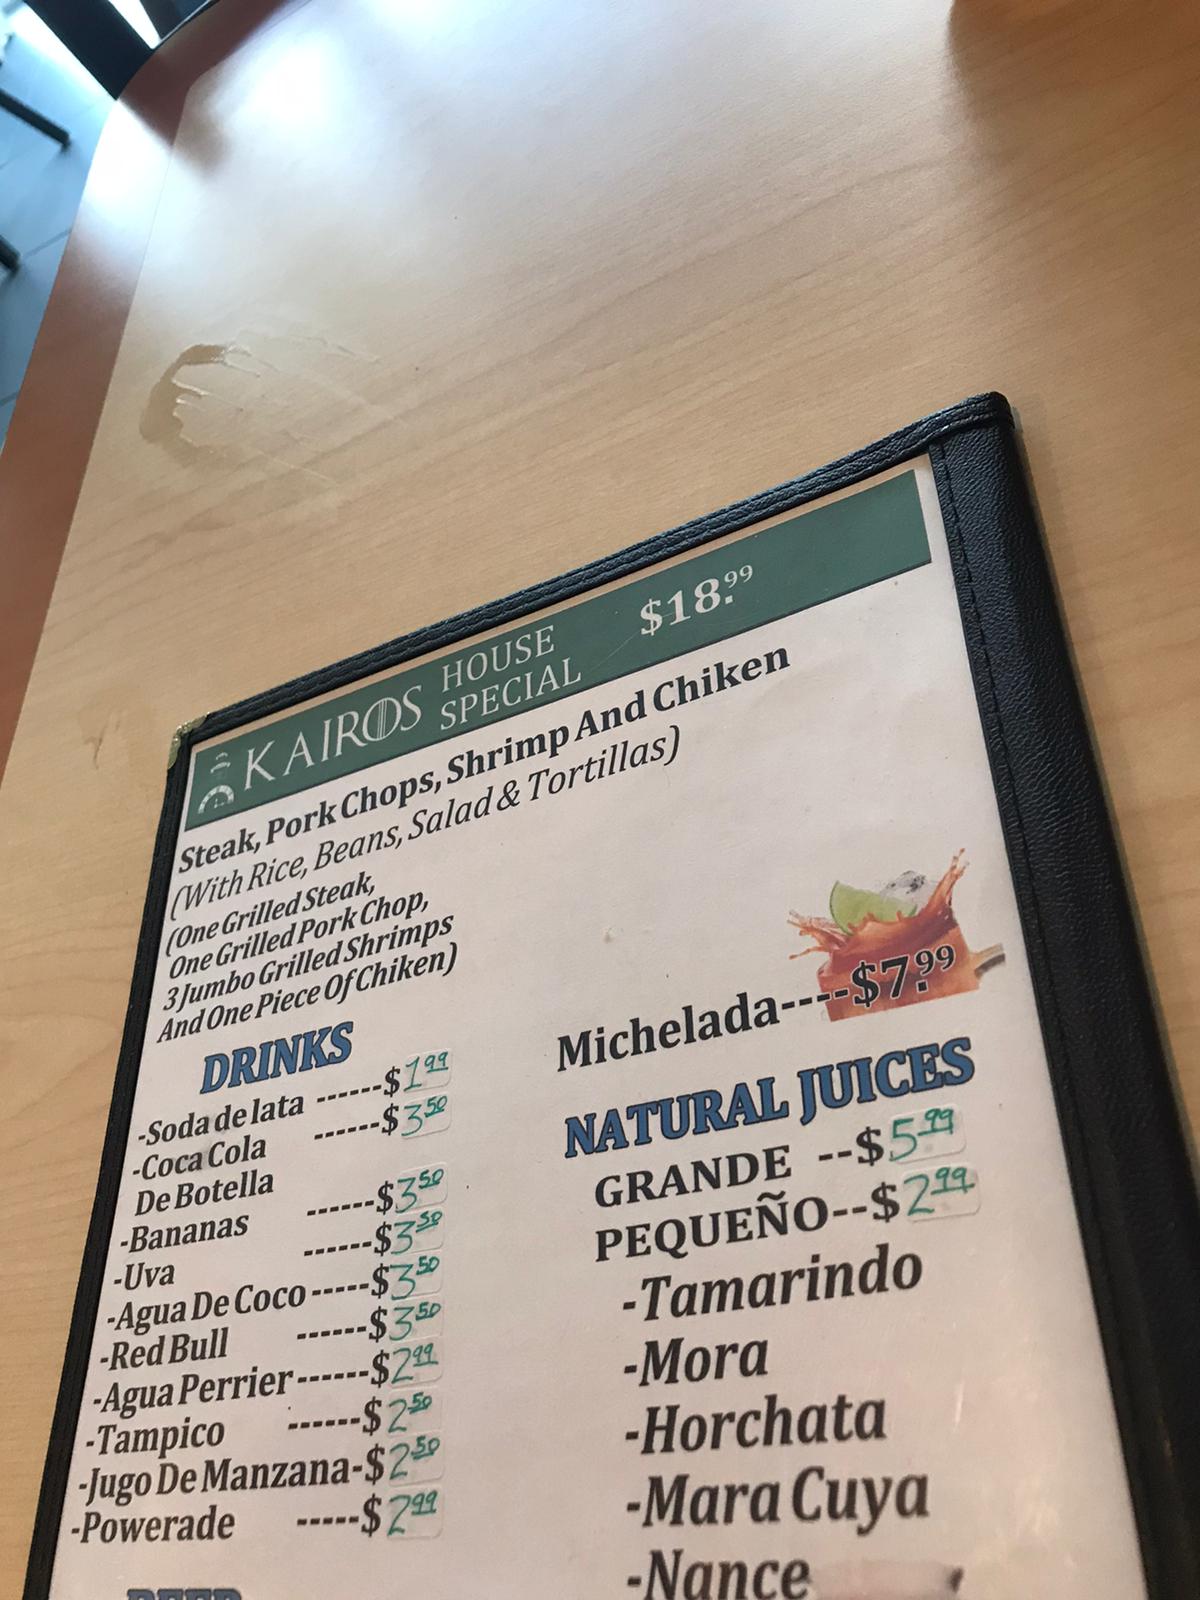 KAIROS HOUSE SPECIAL $18.99
Steak, Pork Chops, Shrimp And Chiken
(With Rice, Beans, Salad & Tortillas)
(One Grilled Steak,
One Grilled Pork Chop,
3 Jumbo Grilled Shrimps
And One Piece Of Chiken)
DRINKS
-Soda de lata ------$1.99
-Coca Cola ------$3.50
De Botella
-Bananas ------$3.50
-Uva ------$3.50
-Agua De Coco -----$3.50
-Red Bull ------$3.50
-Agua Perrier------$2.99
-Tampico ------$2.50
-Jugo De Manzana-$2.50
-Powerade -----$2.99
BEER
Michelada----$7.99
NATURAL JUICES
GRANDE --$5.99
PEQUEÑO--$2.99
-Tamarindo
-Mora
-Horchata
-Mara Cuya
-Nance